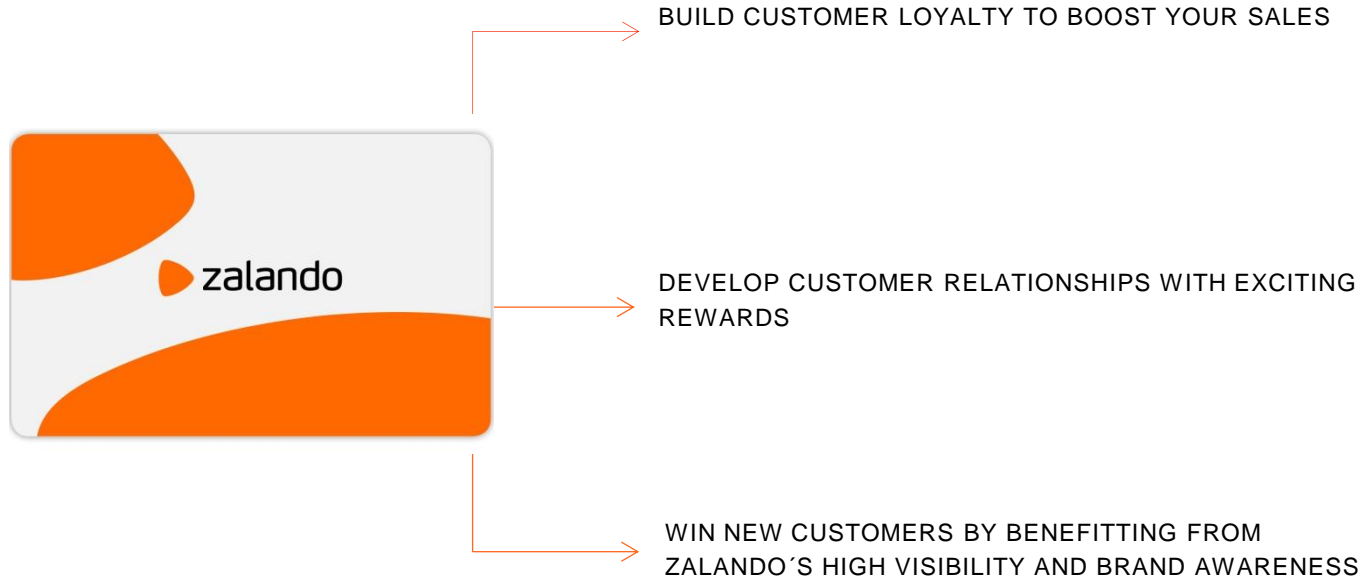 BUILD CUSTOMER LOYALTY TO BOOST YOUR SALES
zalando
DEVELOP CUSTOMER RELATIONSHIPS WITH EXCITING
REWARDS
WIN NEW CUSTOMERS BY BENEFITTING FROM
ZALANDO´S HIGH VISIBILITY AND BRAND AWARENESS